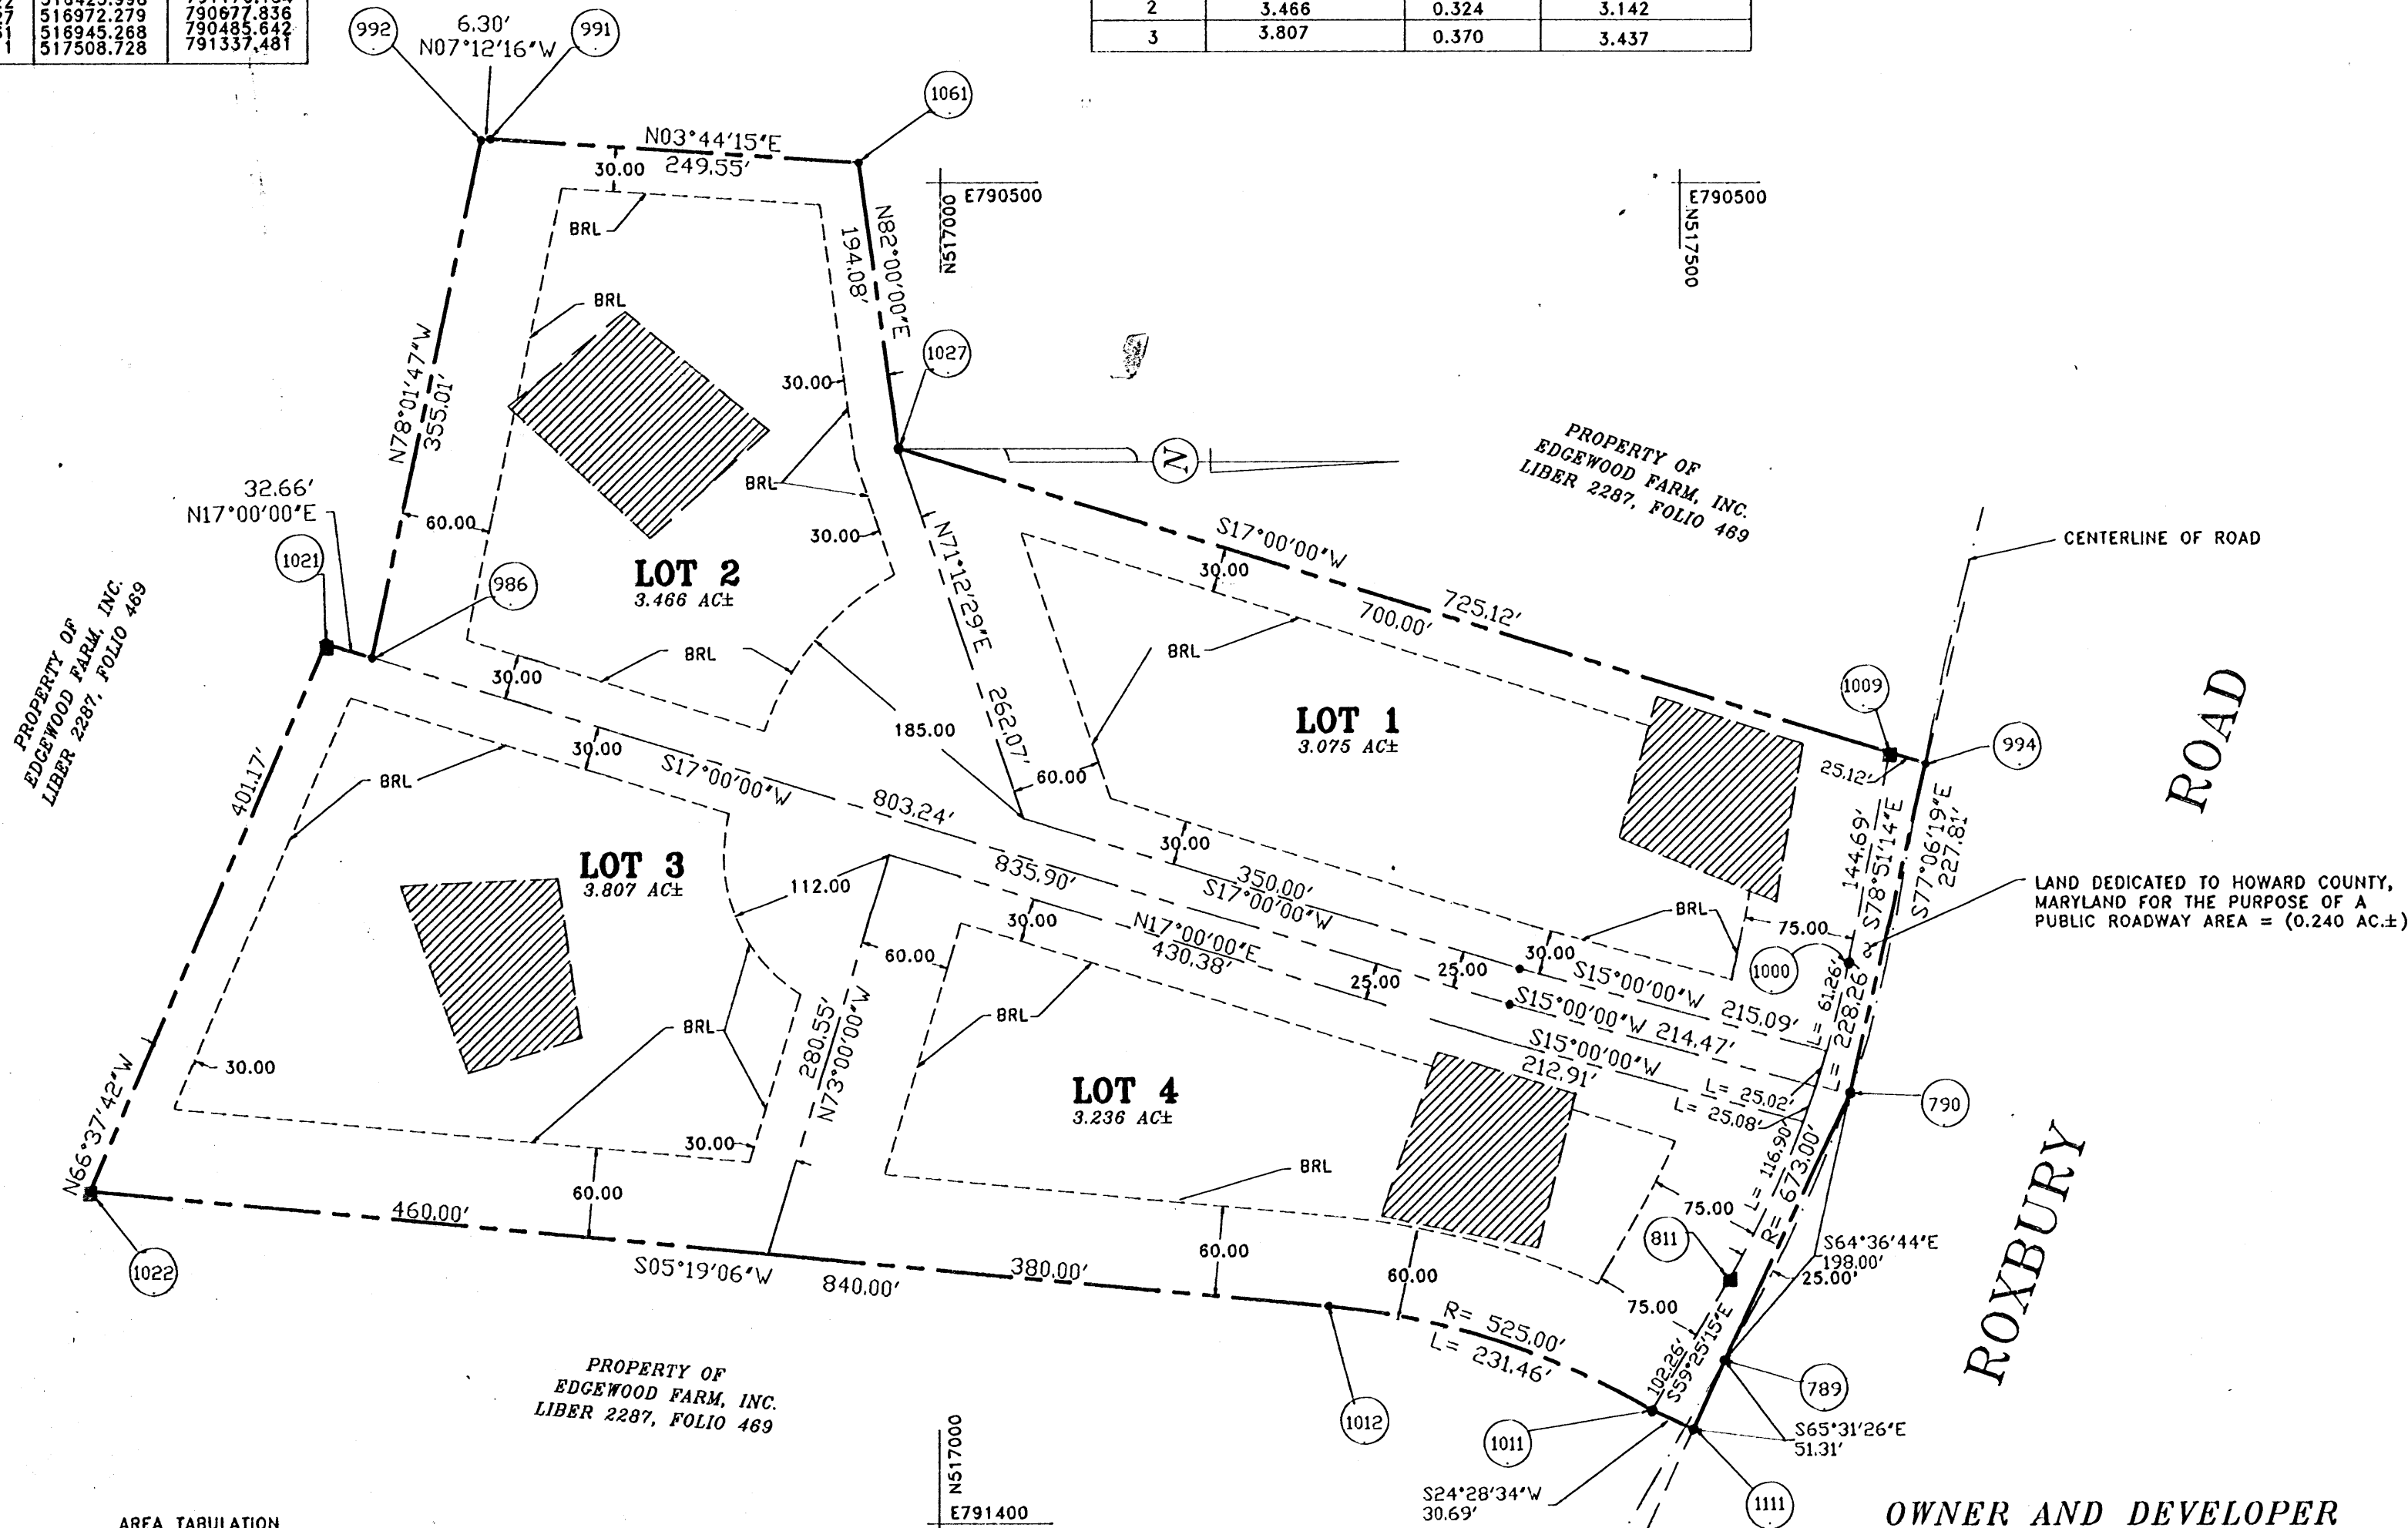 516972.279 790677.836
516945.268 790485.642
1 517508.728 791337.481
2 3.466 0.324 3.142
3 3.807 0.370 3.437
992
6.30'
N07°12'16"W
991
1061
N03°44'15"E
249.55'
30.00
BRL
N82°00'00"E
194.08'
N517000
E790500
E790500
N517500
BRL
N78°01'47"W
355.01'
30.00
1027
N
BRL
60.00
30.00
32.66'
N17°00'00"E
1021
986
LOT 2
3.466 AC±
N71°12'29"E
262.07'
PROPERTY OF
EDGEWOOD FARM, INC.
LIBER 2287, FOLIO 469
S17°00'00"W
725.12'
30.00
700.00'
CENTERLINE OF ROAD
PROPERTY OF
EDGEWOOD FARM, INC.
LIBER 2287, FOLIO 469
BRL
30.00
BRL
185.00
LOT 1
3.075 AC±
1009
994
25.12'
ROAD
30.00
S17°00'00"W
803.24'
60.00
401.17'
BRL
LOT 3
3.807 AC±
112.00
835.90'
30.00
350.00'
S17°00'00"W
144.69'
S78°51'14"E
S77°06'19"E
227.81'
LAND DEDICATED TO HOWARD COUNTY,
MARYLAND FOR THE PURPOSE OF A
PUBLIC ROADWAY AREA = (0.240 AC.±)
BRL
75.00
30.00
N17°00'00"E
430.38'
60.00
25.00
25.00
30.00
1000
S15°00'00"W 215.09'
L= 61.26'
L= 228.26'
S15°00'00"W 214.47'
BRL
BRL
280.55'
N73°00'00"W
S15°00'00"W
212.91'
L= 25.02'
L= 25.08'
30.00
N66°37'42"W
LOT 4
3.236 AC±
790
30.00
BRL
L= 116.90'
R= 673.00'
60.00
75.00
460.00'
1022
S05°19'06"W
840.00'
380.00'
60.00
60.00
811
S64°36'44"E
198.00'
25.00'
75.00
R= 525.00'
L= 231.46'
102.26'
S59°25'15"E
ROXBURY
PROPERTY OF
EDGEWOOD FARM, INC.
LIBER 2287, FOLIO 469
1012
789
1011
S65°31'26"E
51.31'
N517000
E791400
S24°28'34"W
30.69'
1111
AREA TABULATION
OWNER AND DEVELOPER